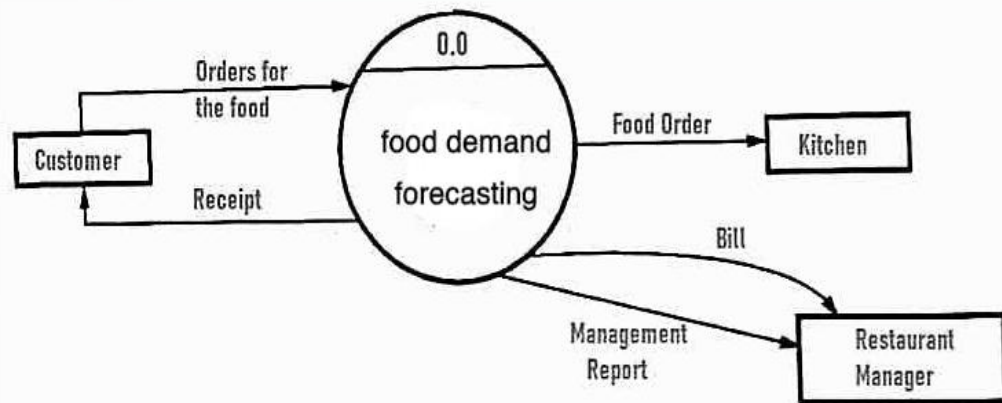 0.0
Orders for
the food
food demand
forecasting
Food Order
Kitchen
Customer
Receipt
Bill
Management
Report
Restaurant
Manager